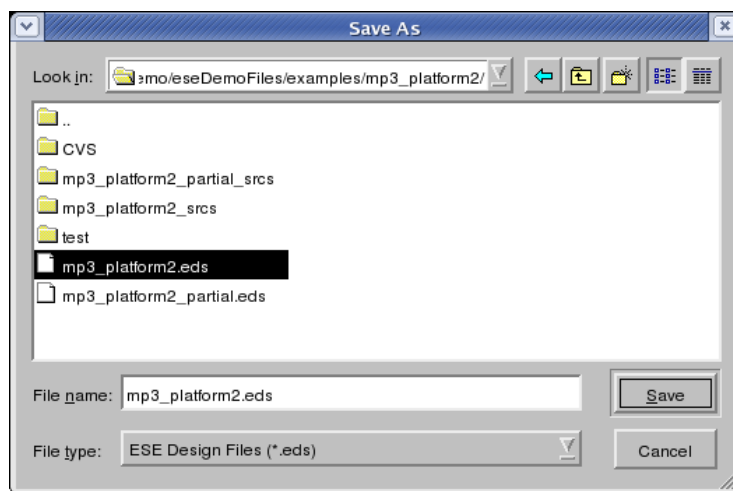 Save As
Look in: emo/eseDemoFiles/examples/mp3_platform2/
..
CVS
mp3_platform2_partial_srcs
mp3_platform2_srcs
test
mp3_platform2.eds
mp3_platform2_partial.eds
File name: mp3_platform2.eds Save
File type: ESE Design Files (*.eds) Cancel